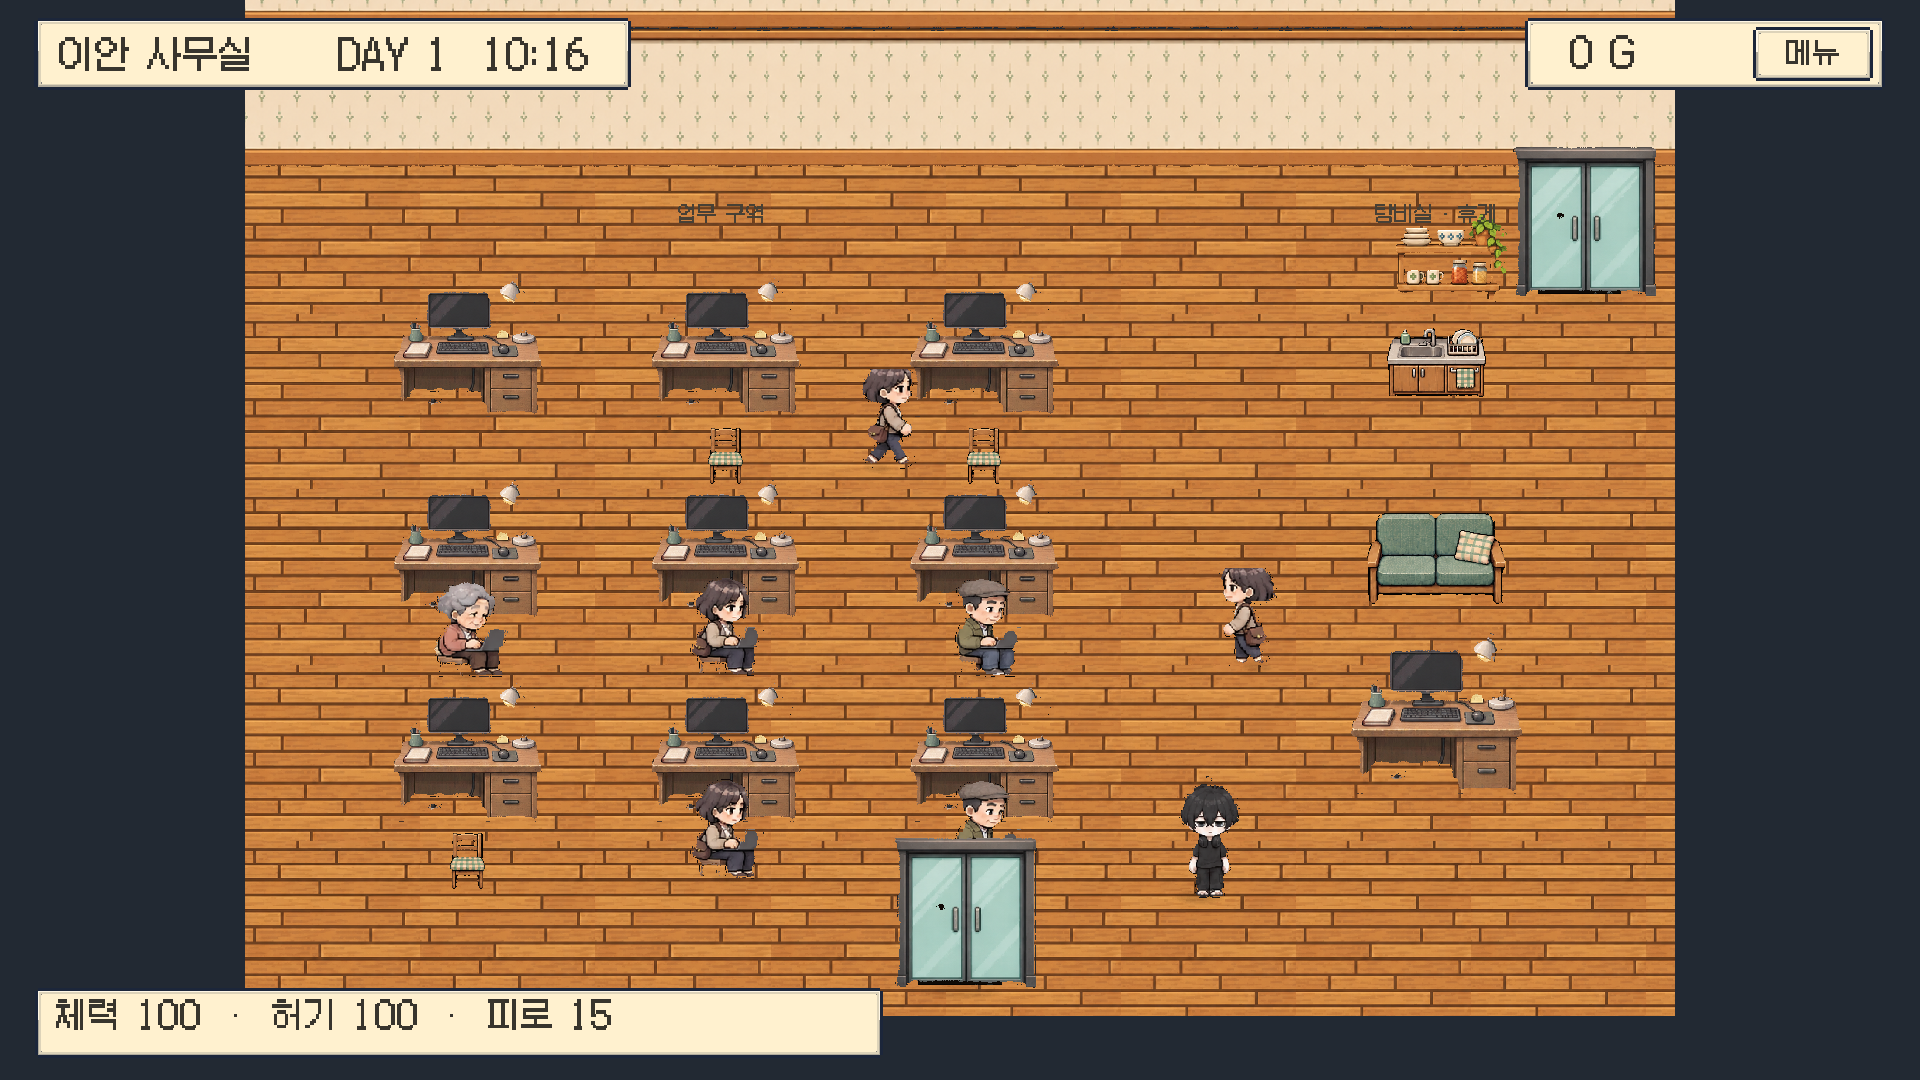 이안 사무실 DAY 1 10:16
0 G
메뉴
업무 구역
탕비실 · 휴게
체력 100 · 허기 100 · 피로 15